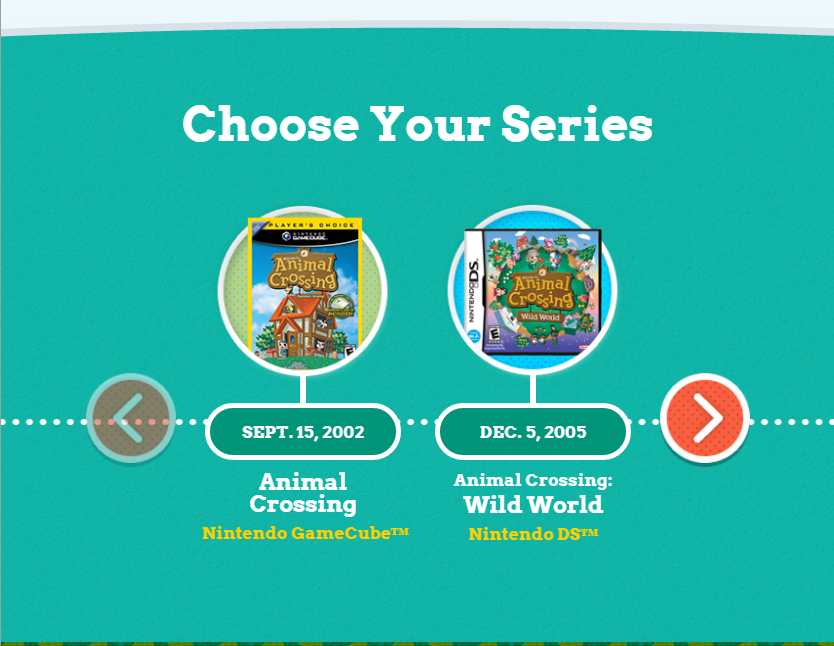 Choose Your Series
PLAYER'S CHOICE
NINTENDO
GAMECUBE
Animal
Crossing
NINTENDO DS
Animal
Crossing
Wild World
E
SEPT. 15, 2002
DEC. 5, 2005
Animal
Crossing
Nintendo GameCube™
Animal Crossing:
Wild World
Nintendo DS™